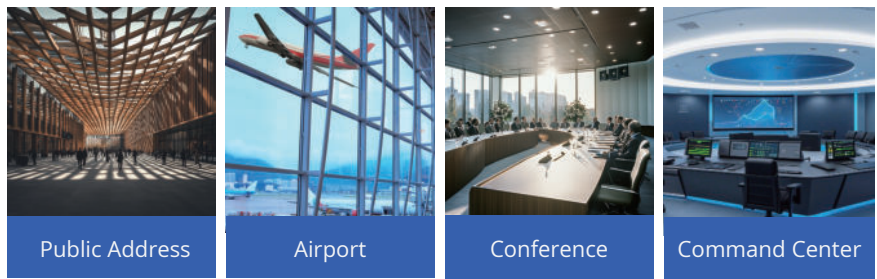 Public Address
Airport
Conference
Command Center